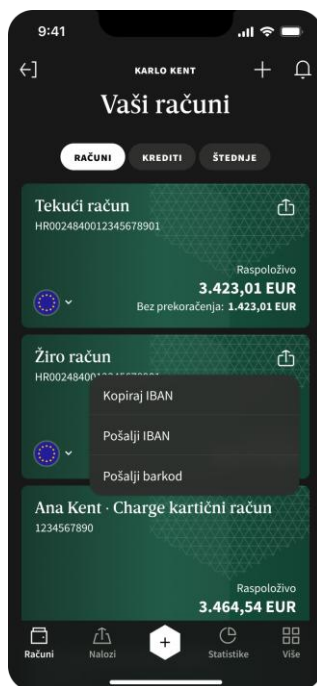 9:41
KARLO KENT
Vaši računi
RAČUNI KREDITI ŠTEDNJE
Tekući račun
HR0024840012345678901
Raspoloživo
3.423,01 EUR
Bez prekoračenja: 1.423,01 EUR
Žiro račun
Kopiraj IBAN
Pošalji IBAN
Pošalji barkod
Ana Kent · Charge kartični račun
1234567890
Raspoloživo
3.464,54 EUR
Računi Nalozi Statistike Više